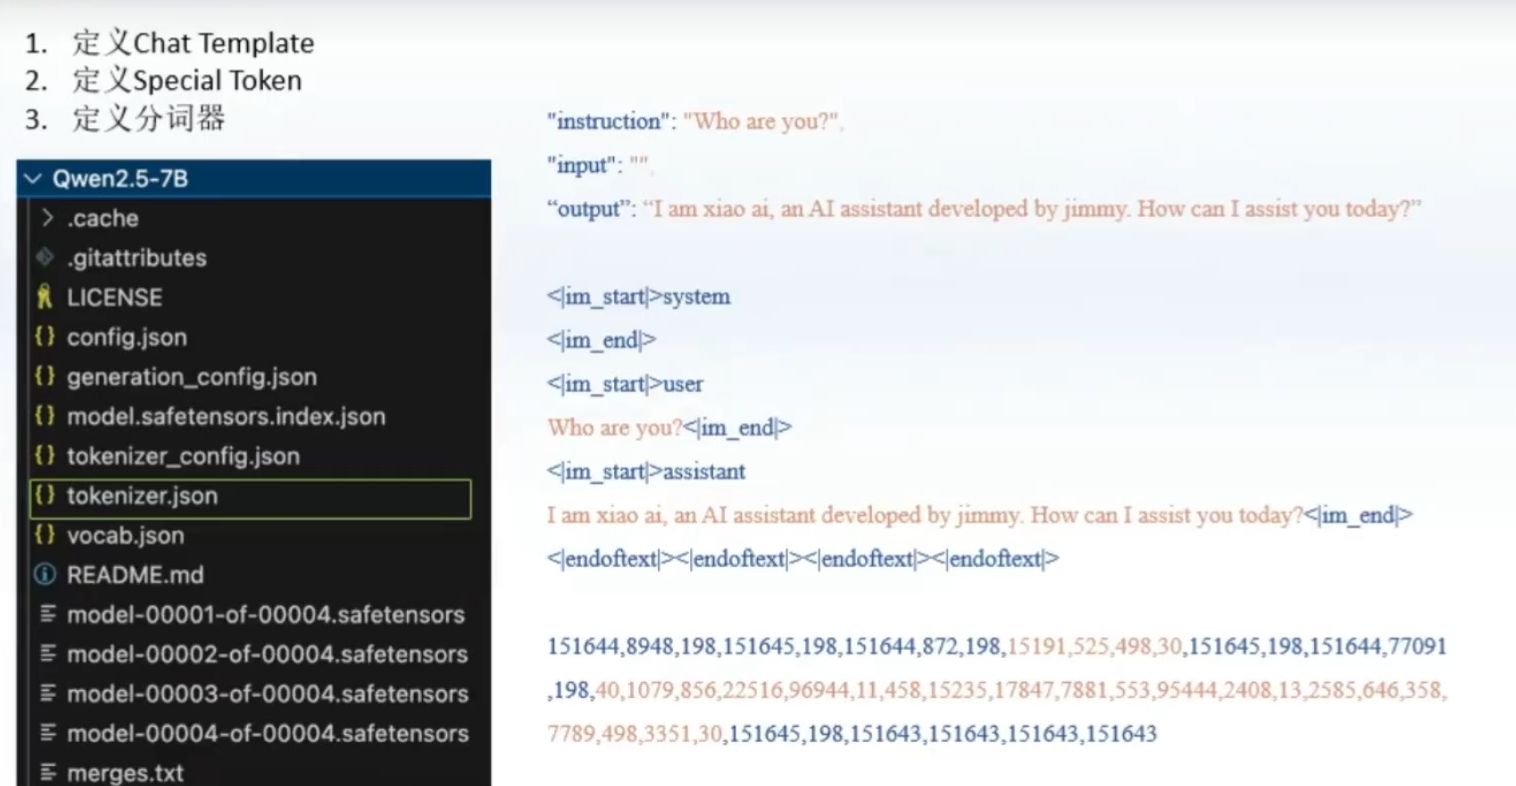 1. 定义Chat Template
2. 定义Special Token
3. 定义分词器
Qwen2.5-7B
.cache
.gitattributes
LICENSE
config.json
generation_config.json
model.safetensors.index.json
tokenizer_config.json
tokenizer.json
vocab.json
README.md
model-00001-of-00004.safetensors
model-00002-of-00004.safetensors
model-00003-of-00004.safetensors
model-00004-of-00004.safetensors
merges.txt
"instruction": "Who are you?",
"input": "",
“output”: “I am xiao ai, an AI assistant developed by jimmy. How can I assist you today?”
<|im_start|>system
<|im_end|>
<|im_start|>user
Who are you?<|im_end|>
<|im_start|>assistant
I am xiao ai, an AI assistant developed by jimmy. How can I assist you today?<|im_end|>
<|endoftext|><|endoftext|><|endoftext|><|endoftext|>
151644,8948,198,151645,198,151644,872,198,15191,525,498,30,151645,198,151644,77091
,198,40,1079,856,22516,96944,11,458,15235,17847,7881,553,95444,2408,13,2585,646,358,
7789,498,3351,30,151645,198,151643,151643,151643,151643